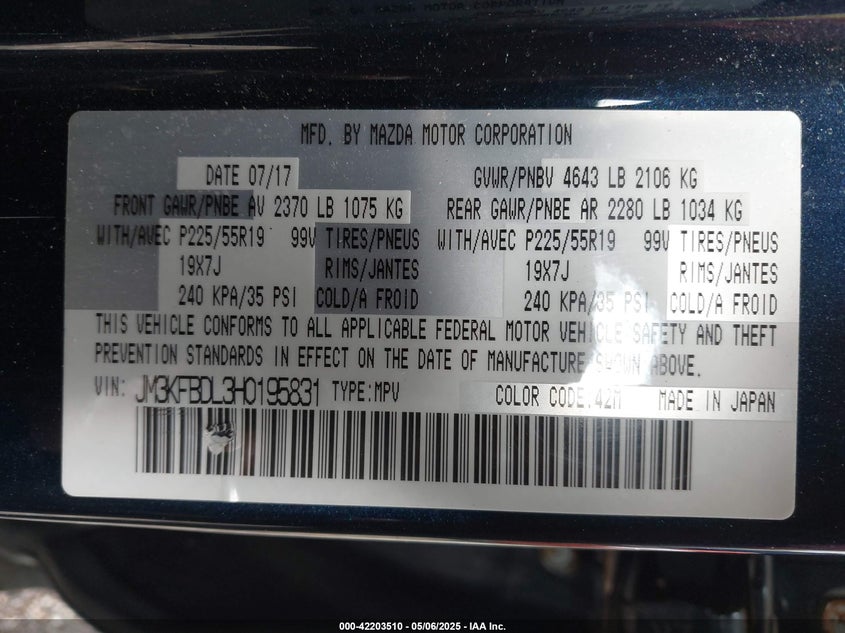 MFD. BY MAZDA MOTOR CORPORATION
DATE 07/17 GVWR/PNBV 4643 LB 2106 KG
FRONT GAWR/PNBE AV 2370 LB 1075 KG REAR GAWR/PNBE AR 2280 LB 1034 KG
WITH/AVEC P225/55R19 99V TIRES/PNEUS WITH/AVEC P225/55R19 99V TIRES/PNEUS
19X7J RIMS/JANTES 19X7J RIMS/JANTES
240 KPA/35 PSI COLD/A FROID 240 KPA/35 PSI COLD/A FROID
THIS VEHICLE CONFORMS TO ALL APPLICABLE FEDERAL MOTOR VEHICLE SAFETY AND THEFT
PREVENTION STANDARDS IN EFFECT ON THE DATE OF MANUFACTURE SHOWN ABOVE.
VIN: JM3KFBDL3H0195831 TYPE:MPV COLOR CODE:42M MADE IN JAPAN
000-42203510 - 05/06/2025 - IAA Inc.